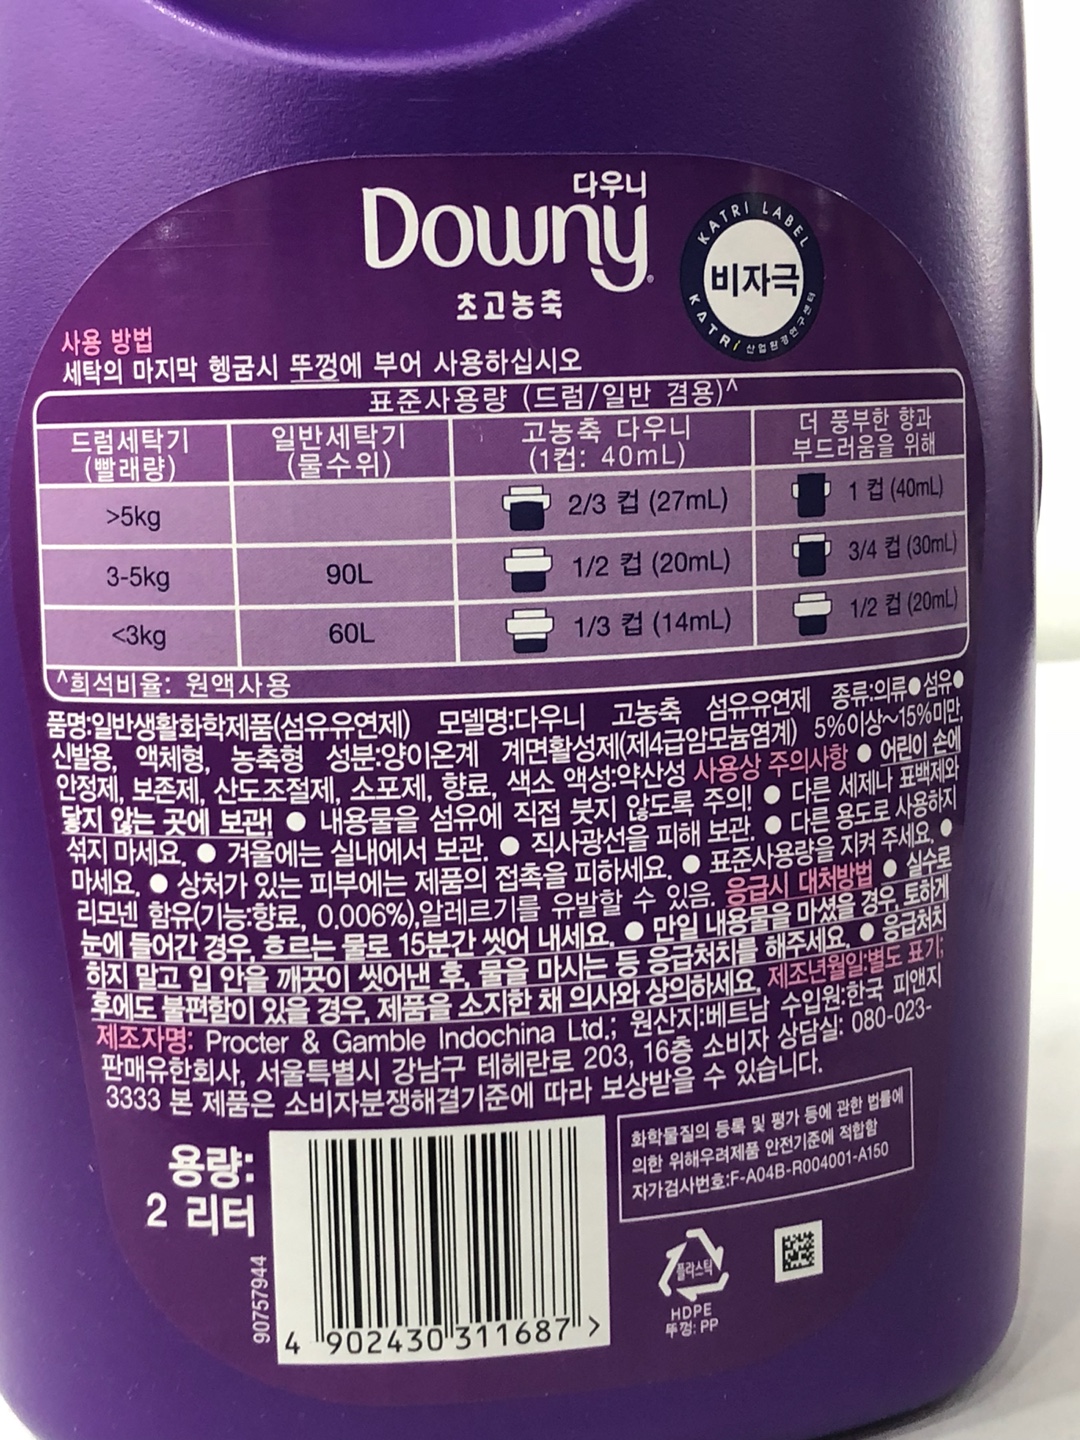 다우니
Downy
초고농축
KATRI LABEL
비자극
KATRI 산업환경연구센터
사용 방법
세탁의 마지막 헹굼시 뚜껑에 부어 사용하십시오
표준사용량 (드럼/일반 겸용)^
드럼세탁기 (빨래량) 일반세탁기 (물수위) 고농축 다우니 (1컵: 40mL) 더 풍부한 향과 부드러움을 위해
>5kg 2/3 컵 (27mL) 1 컵 (40mL)
3-5kg 90L 1/2 컵 (20mL) 3/4 컵 (30mL)
<3kg 60L 1/3 컵 (14mL) 1/2 컵 (20mL)
^희석비율: 원액사용
품명:일반생활화학제품(섬유유연제) 모델명:다우니 고농축 섬유유연제 종류:의류●섬유●
신발용, 액체형, 농축형 성분:양이온계 계면활성제(제4급암모늄염계) 5%이상~15%미만,
안정제, 보존제, 산도조절제, 소포제, 향료, 색소 액성:약산성 사용상 주의사항 ● 어린이 손에
닿지 않는 곳에 보관! ● 내용물을 섬유에 직접 붓지 않도록 주의! ● 다른 세제나 표백제와
섞지 마세요. ● 겨울에는 실내에서 보관. ● 직사광선을 피해 보관. ● 다른 용도로 사용하지
마세요. ● 상처가 있는 피부에는 제품의 접촉을 피하세요. ● 표준사용량을 지켜 주세요. ●
리모넨 함유(기능:향료, 0.006%),알레르기를 유발할 수 있음. 응급시 대처방법 ● 실수로
눈에 들어간 경우, 흐르는 물로 15분간 씻어 내세요. ● 만일 내용물을 마셨을 경우, 토하게
하지 말고 입 안을 깨끗이 씻어낸 후, 물을 마시는 등 응급처치를 해주세요. ● 응급처치
후에도 불편함이 있을 경우, 제품을 소지한 채 의사와 상의하세요. 제조년월일:별도 표기;
제조자명: Procter & Gamble Indochina Ltd.; 원산지:베트남 수입원:한국 피앤지
판매유한회사, 서울특별시 강남구 테헤란로 203, 16층 소비자 상담실: 080-023-
3333 본 제품은 소비자분쟁해결기준에 따라 보상받을 수 있습니다.
용량:
2 리터
90757944
4 902430 311687 >
화학물질의 등록 및 평가 등에 관한 법률에
의한 위해우려제품 안전기준에 적합함
자가검사번호:F-A04B-R004001-A150
플라스틱
HDPE
뚜껑: PP